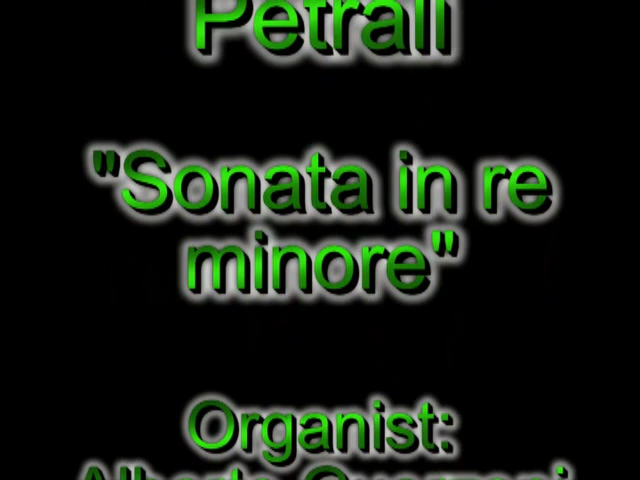 Petrali
"Sonata in re
minore"
Organist: